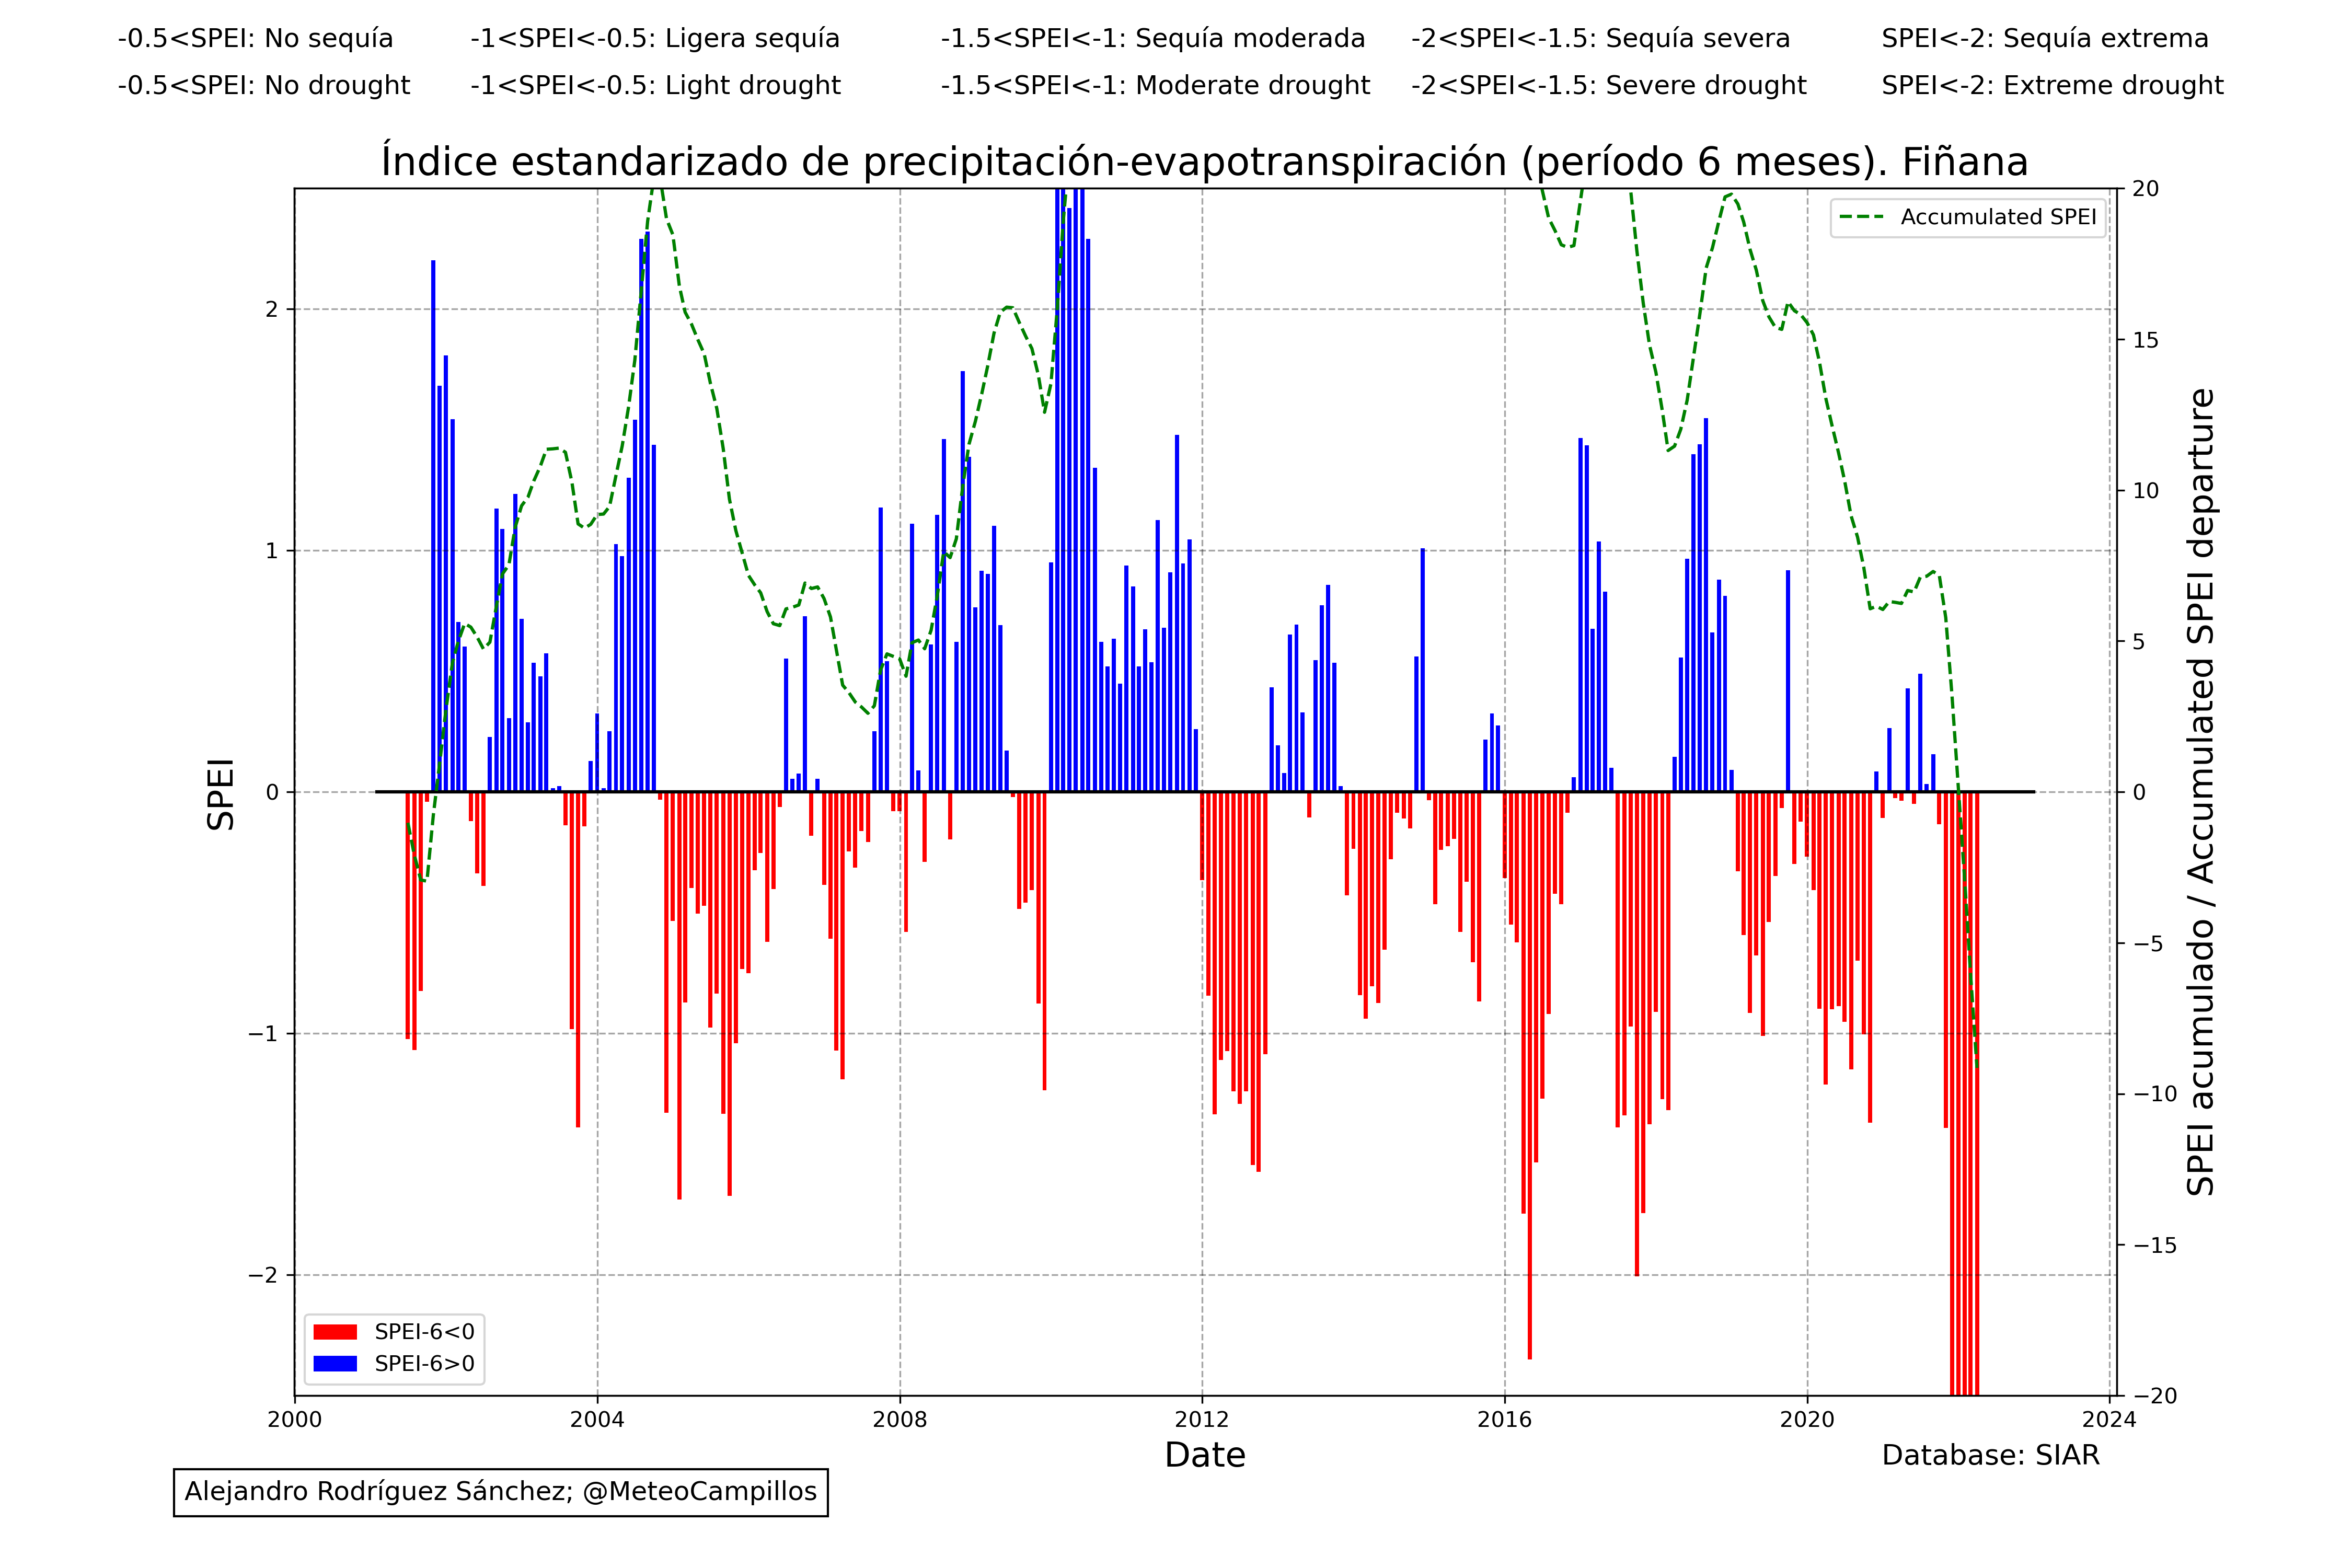 -0.5<SPEI: No sequía -1<SPEI<-0.5: Ligera sequía -1.5<SPEI<-1: Sequía moderada -2<SPEI<-1.5: Sequía severa SPEI<-2: Sequía extrema
-0.5<SPEI: No drought -1<SPEI<-0.5: Light drought -1.5<SPEI<-1: Moderate drought -2<SPEI<-1.5: Severe drought SPEI<-2: Extreme drought
Índice estandarizado de precipitación-evapotranspiración (período 6 meses). Fiñana
Accumulated SPEI
SPEI
2
1
0
−1
−2
20
15
10
5
0
−5
−10
−15
−20
SPEI acumulado / Accumulated SPEI departure
SPEI-6<0
SPEI-6>0
2000 2004 2008 2012 2016 2020 2024
Date
Database: SIAR
Alejandro Rodríguez Sánchez; @MeteoCampillos